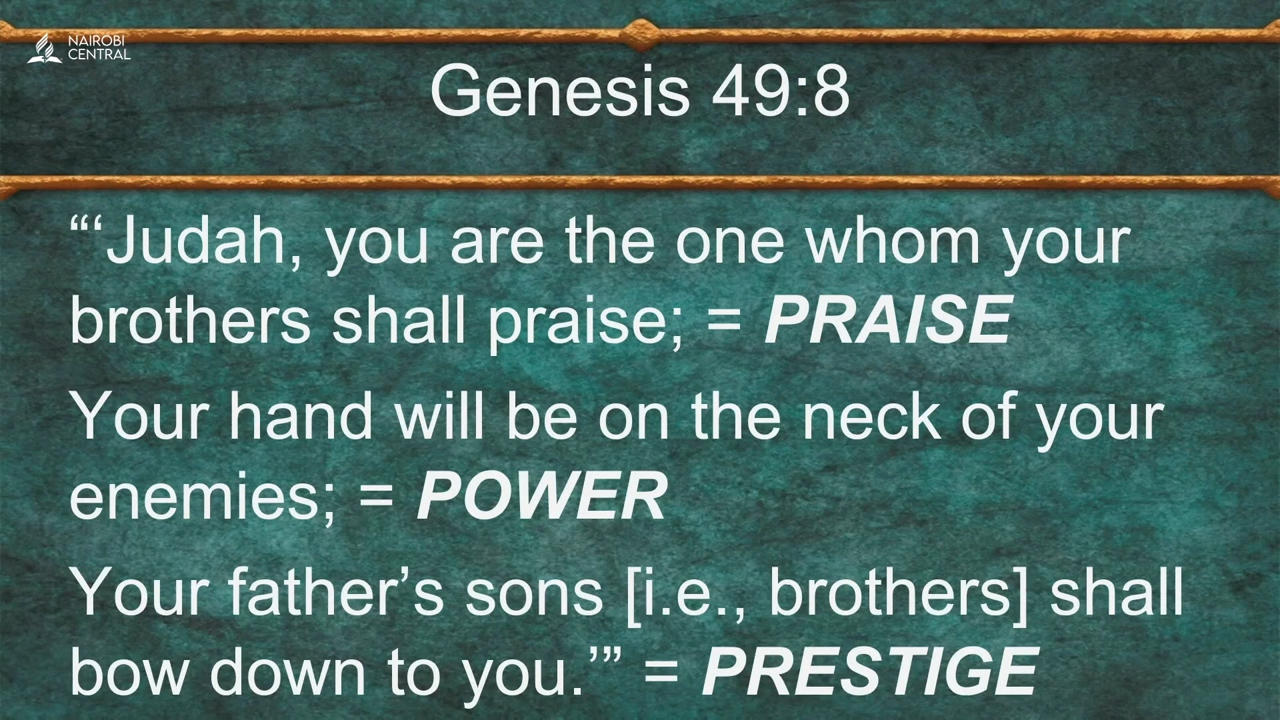 NAIROBI
CENTRAL
Genesis 49:8
“‘Judah, you are the one whom your
brothers shall praise; = PRAISE
Your hand will be on the neck of your
enemies; = POWER
Your father’s sons [i.e., brothers] shall
bow down to you.’” = PRESTIGE